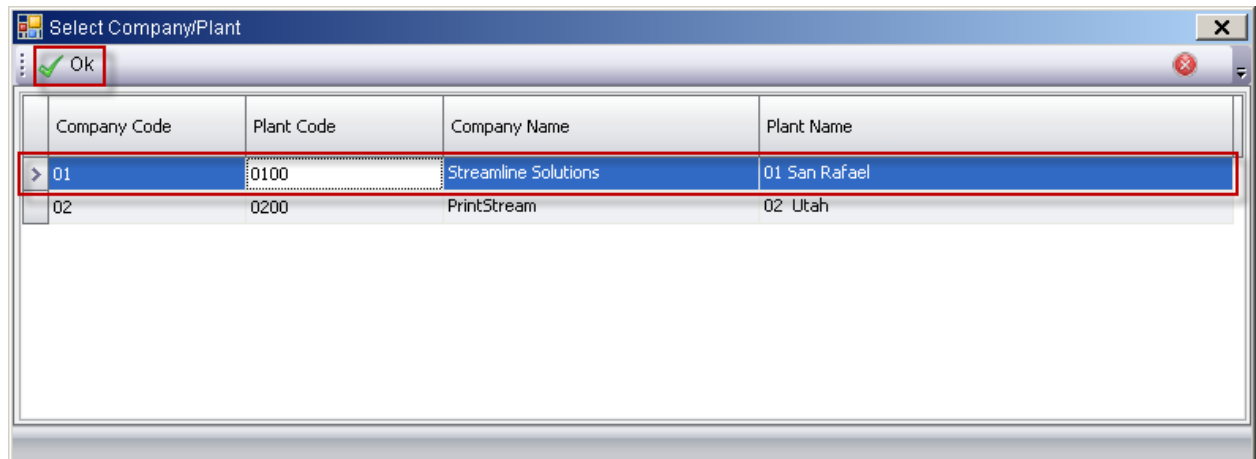 Select Company/Plant
Ok
Company Code Plant Code Company Name Plant Name
01 0100 Streamline Solutions 01 San Rafael
02 0200 PrintStream 02 Utah